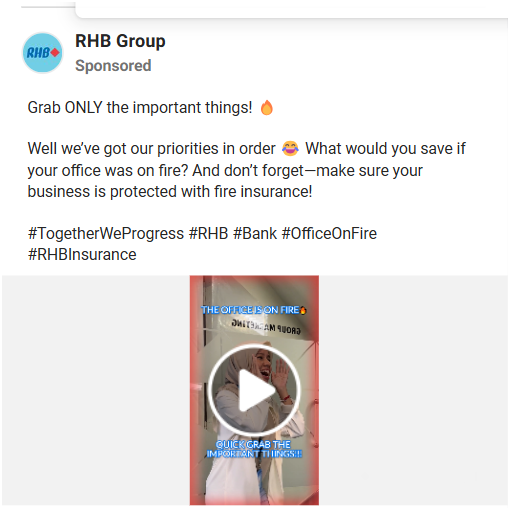 RHB
RHB Group
Sponsored
Grab ONLY the important things! 🔥
Well we’ve got our priorities in order 😂 What would you save if
your office was on fire? And don’t forget—make sure your
business is protected with fire insurance!
#TogetherWeProgress #RHB #Bank #OfficeOnFire
#RHBInsurance
THE OFFICE IS ON FIRE🔥
GROUP MARKETING
QUICK GRAB THE
IMPORTANT THINGS!!